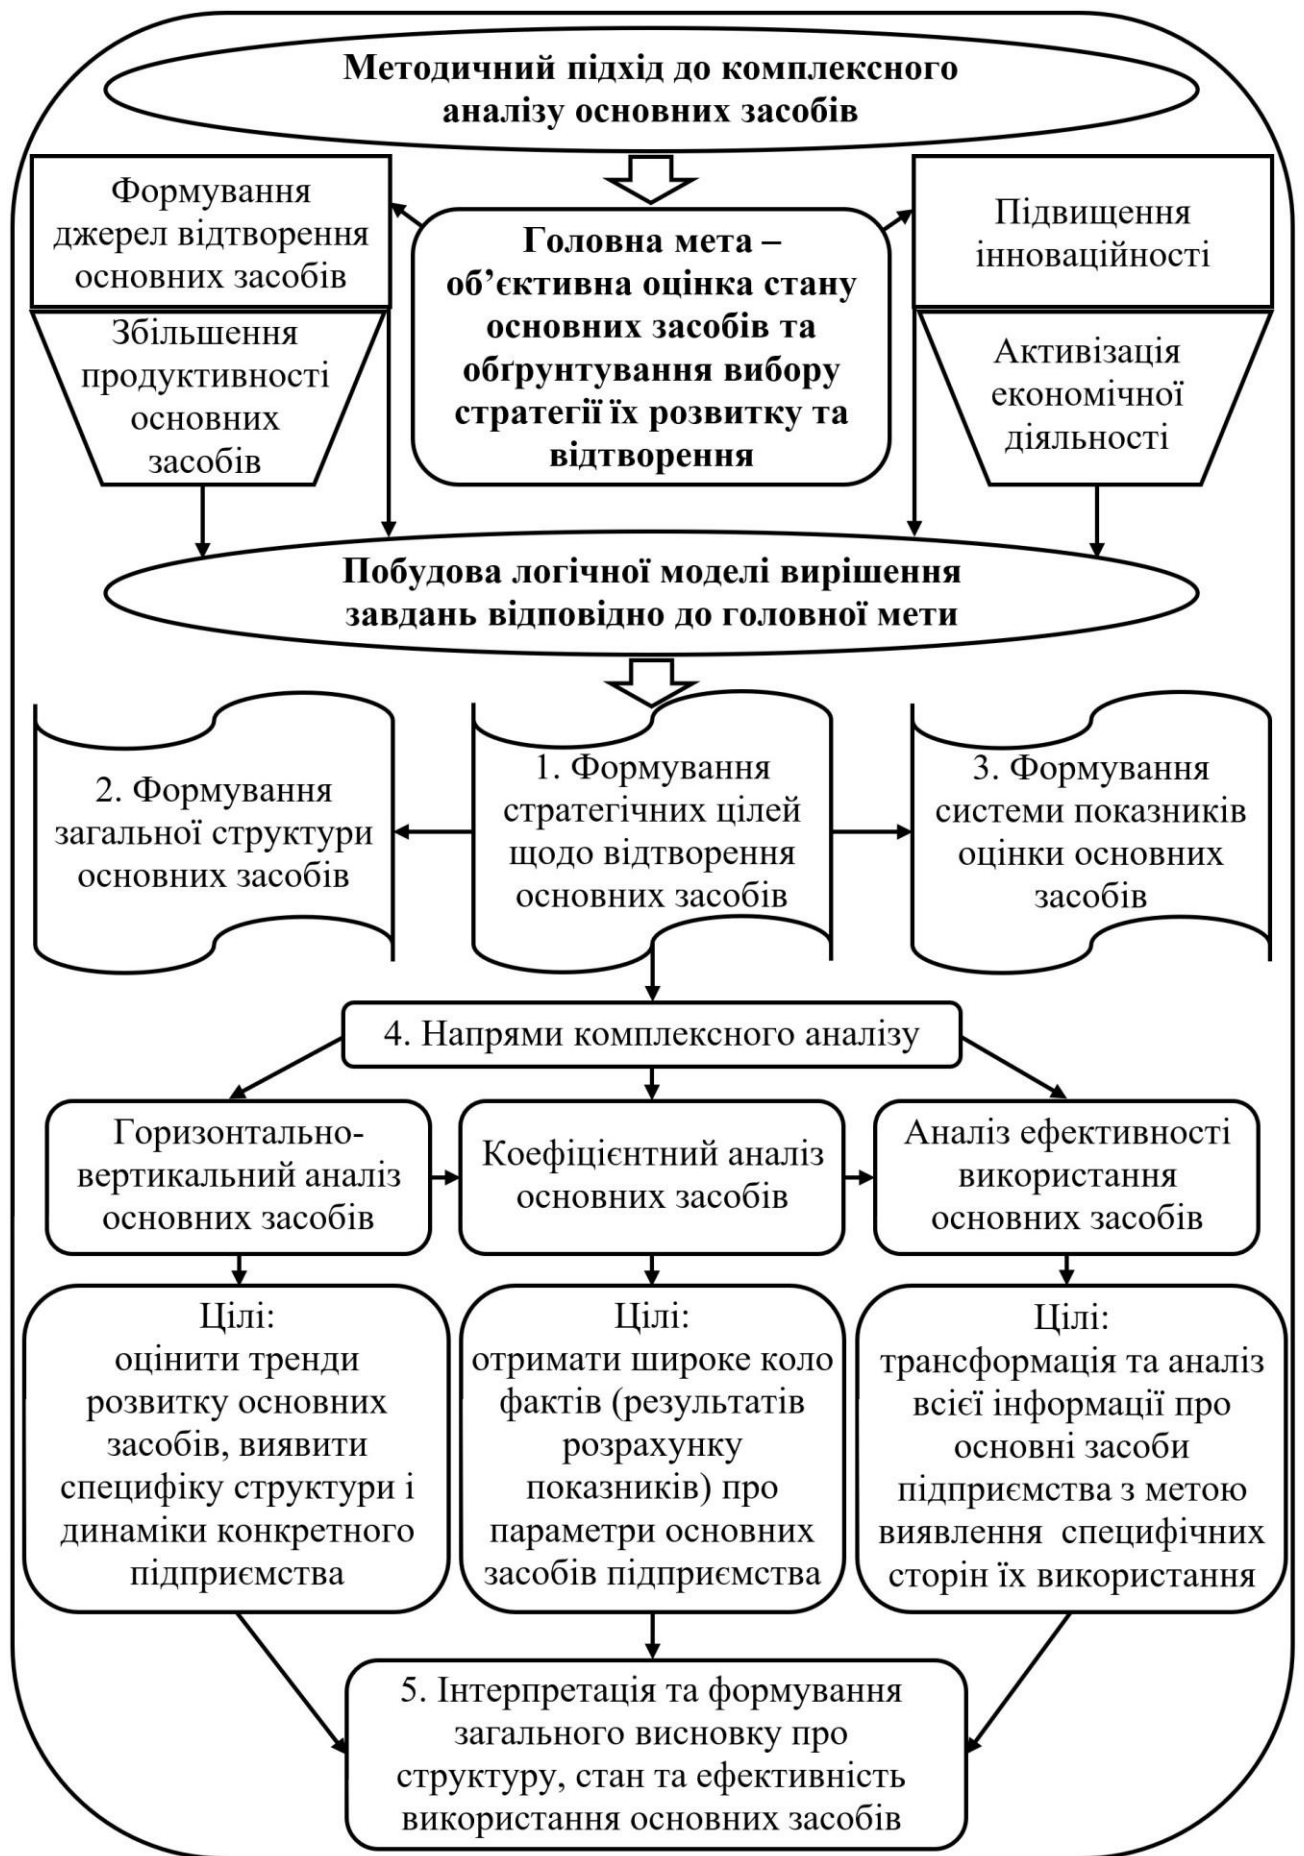 Методичний підхід до комплексного
аналізу основних засобів
Формування
джерел відтворення
основних засобів
Збільшення
продуктивності
основних
засобів
Головна мета –
об’єктивна оцінка стану
основних засобів та
обґрунтування вибору
стратегії їх розвитку та
відтворення
Підвищення
інноваційності
Активізація
економічної
діяльності
Побудова логічної моделі вирішення
завдань відповідно до головної мети
2. Формування
загальної структури
основних засобів
1. Формування
стратегічних цілей
щодо відтворення
основних засобів
3. Формування
системи показників
оцінки основних
засобів
4. Напрями комплексного аналізу
Горизонтально-
вертикальний аналіз
основних засобів
Коефіцієнтний аналіз
основних засобів
Аналіз ефективності
використання
основних засобів
Цілі:
оцінити тренди
розвитку основних
засобів, виявити
специфіку структури і
динаміки конкретного
підприємства
Цілі:
отримати широке коло
фактів (результатів
розрахунку
показників) про
параметри основних
засобів підприємства
Цілі:
трансформація та аналіз
всієї інформації про
основні засоби
підприємства з метою
виявлення специфічних
сторін їх використання
5. Інтерпретація та формування
загального висновку про
структуру, стан та ефективність
використання основних засобів